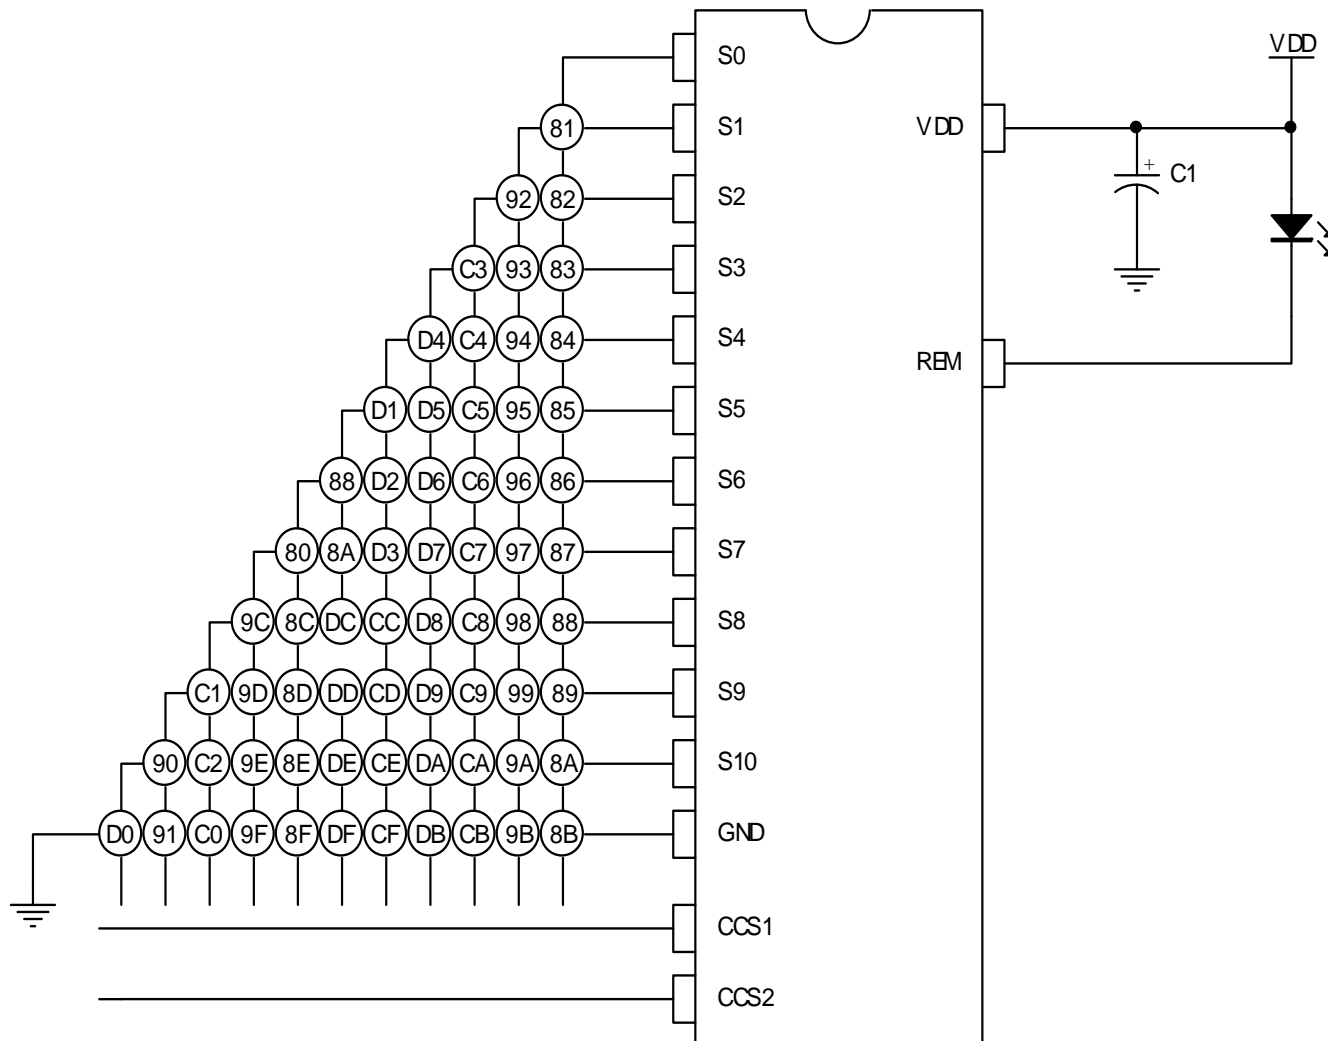 S0
VDD
81 S1 VDD
92 82 S2
+ C1
C3 93 83 S3
D4 C4 94 84 S4
REM
D1 D5 C5 95 85 S5
88 D2 D6 C6 96 86 S6
80 8A D3 D7 C7 97 87 S7
9C 8C DC CC D8 C8 98 88 S8
C1 9D 8D DD CD D9 C9 99 89 S9
90 C2 9E 8E DE CE DA CA 9A 8A S10
D0 91 C0 9F 8F DF CF DB CB 9B 8B GND
CCS1
CCS2